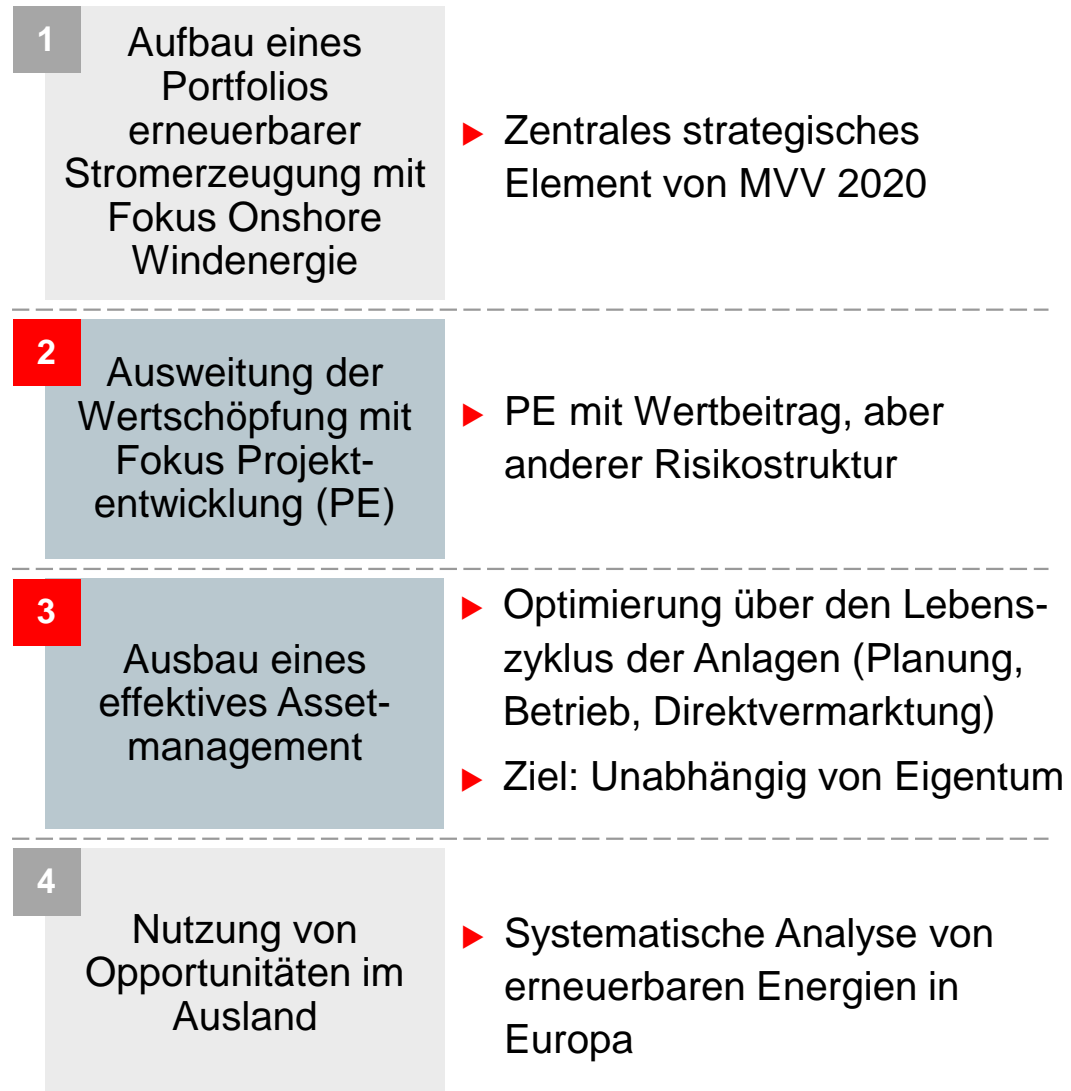 1
Aufbau eines
Portfolios
erneuerbarer
Stromerzeugung mit
Fokus Onshore
Windenergie
Zentrales strategisches
Element von MVV 2020
2
Ausweitung der
Wertschöpfung mit
Fokus Projekt-
entwicklung (PE)
PE mit Wertbeitrag, aber
anderer Risikostruktur
3
Ausbau eines
effektives Asset-
management
Optimierung über den Lebens-
zyklus der Anlagen (Planung,
Betrieb, Direktvermarktung)
Ziel: Unabhängig von Eigentum
4
Nutzung von
Opportunitäten im
Ausland
Systematische Analyse von
erneuerbaren Energien in
Europa